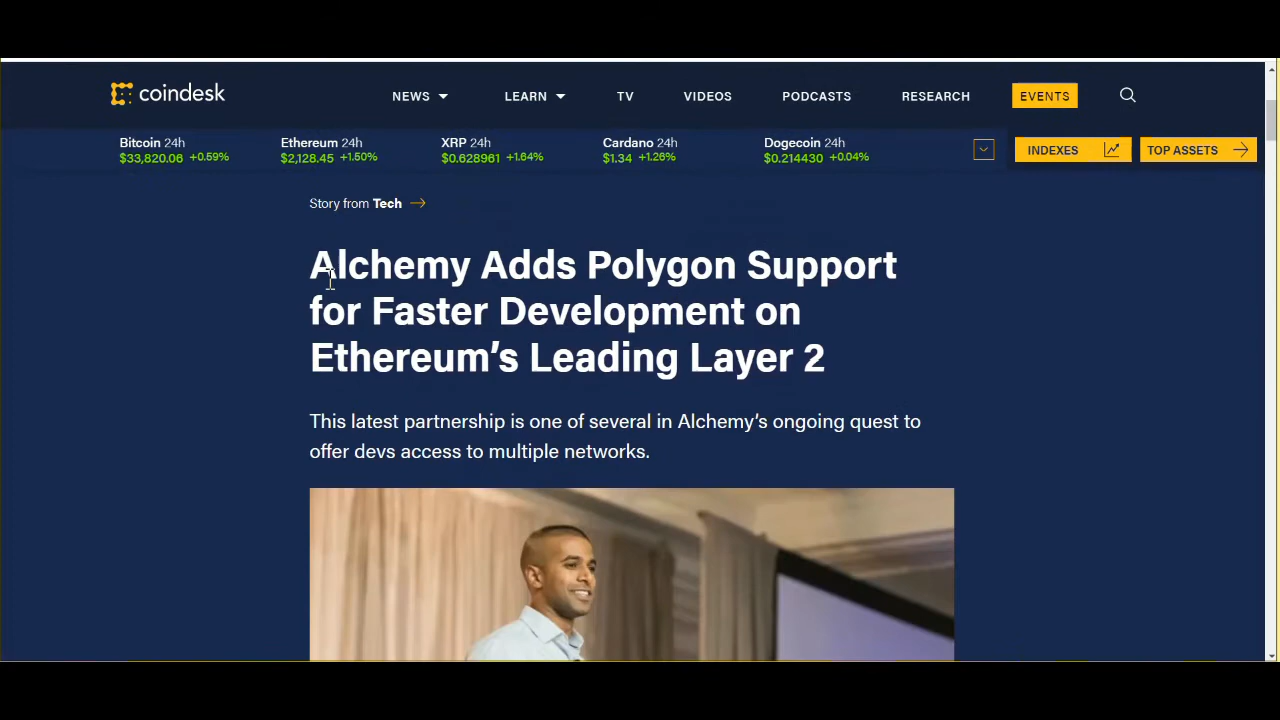 coindesk
NEWS LEARN TV VIDEOS PODCASTS RESEARCH EVENTS
Bitcoin 24h Ethereum 24h XRP 24h Cardano 24h Dogecoin 24h
$33,820.06 +0.59% $2,128.45 +1.50% $0.628961 +1.64% $1.34 +1.26% $0.214430 +0.04%
INDEXES TOP ASSETS
Story from Tech
Alchemy Adds Polygon Support
for Faster Development on
Ethereum’s Leading Layer 2
This latest partnership is one of several in Alchemy’s ongoing quest to
offer devs access to multiple networks.